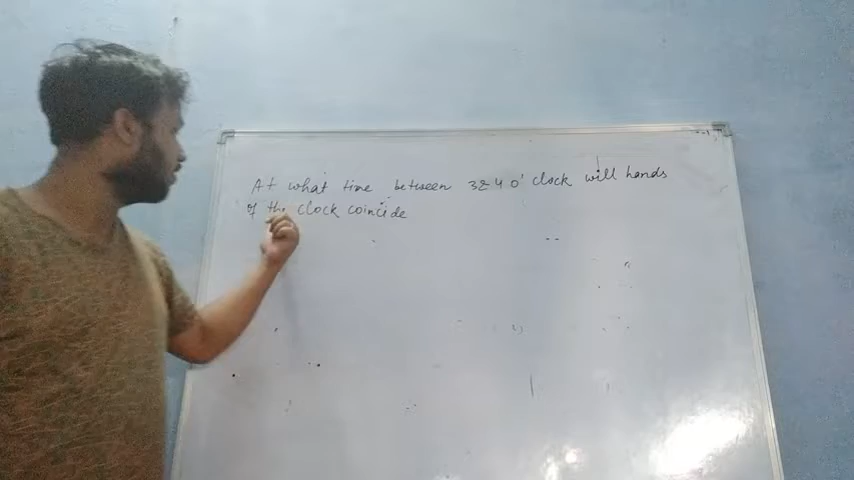 At what time between 3 & 4 O' clock will hands
of the clock coincide